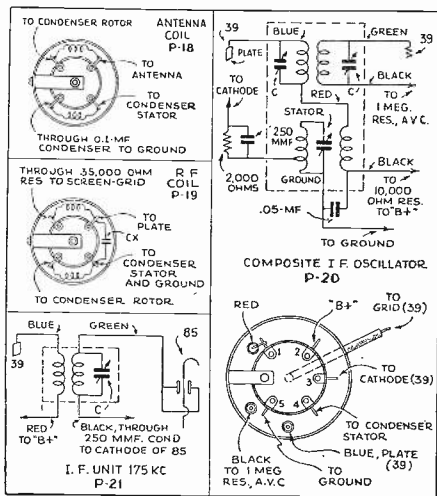 TO CONDENSER ROTOR
ANTENNA
COIL
P-18
TO
ANTENNA
TO
CONDENSER
STATOR
THROUGH 0.1-MF
CONDENSER TO GROUND
THROUGH 35,000 OHM
RES TO SCREEN-GRID
R F
COIL
P-19
TO
PLATE
CX
TO
CONDENSER
STATOR
AND GROUND
TO CONDENSER ROTOR
BLUE
GREEN
85
39
C
RED
TO "B+"
BLACK, THROUGH
250 MMF. COND
TO CATHODE OF 85
I. F. UNIT 175 KC
P-21
39
BLUE
GREEN
39
PLATE
TO
CATHODE
C
C'
BLACK
RED
TO
1 MEG.
RES., A.V.C.
STATOR
250
MMF
BLACK
2,000
OHMS
GROUND
TO
10,000
OHM RES.
TO "B+"
.05-MF
TO GROUND
COMPOSITE I F. OSCILLATOR
P-20
RED
"B+"
TO
GRID (39)
1
2
3
TO
CATHODE (39)
5
4
TO CONDENSER
STATOR
BLACK
TO 1 MEG
RES., A.V.C
TO
GROUND
BLUE, PLATE
(39)